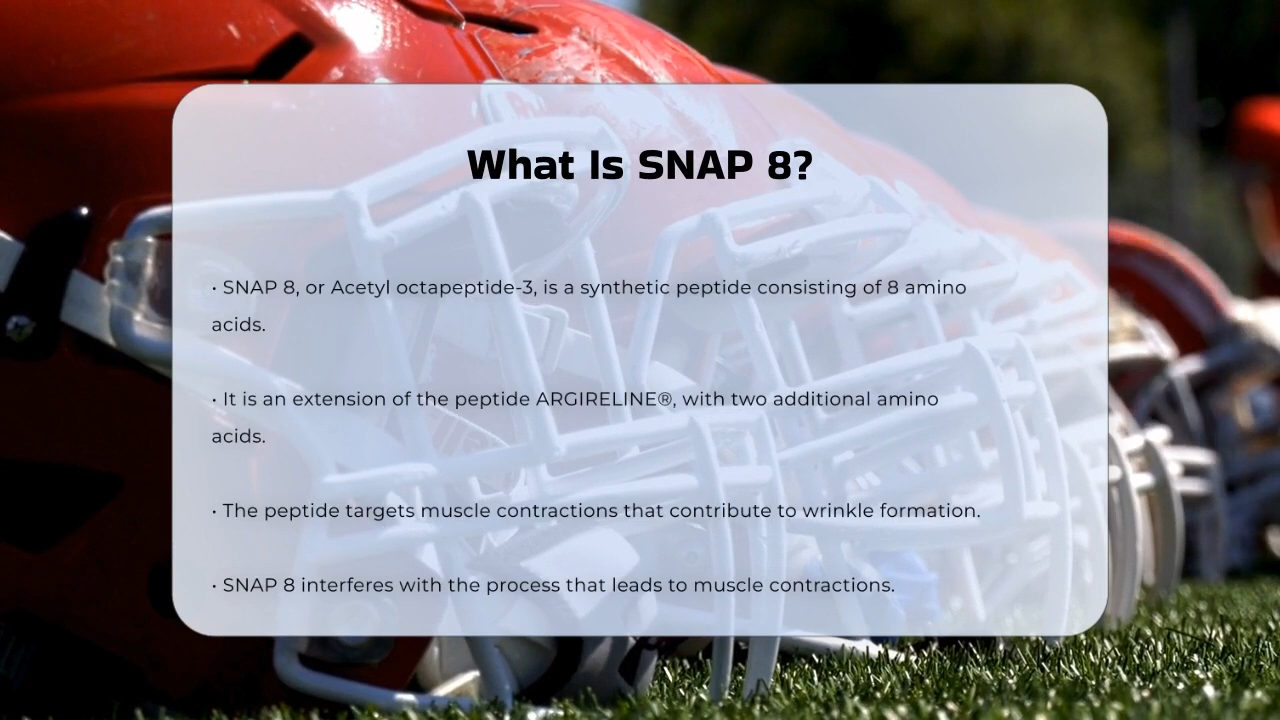 What Is SNAP 8?
• SNAP 8, or Acetyl octapeptide-3, is a synthetic peptide consisting of 8 amino
acids.
• It is an extension of the peptide ARGIRELINE®, with two additional amino
acids.
• The peptide targets muscle contractions that contribute to wrinkle formation.
• SNAP 8 interferes with the process that leads to muscle contractions.